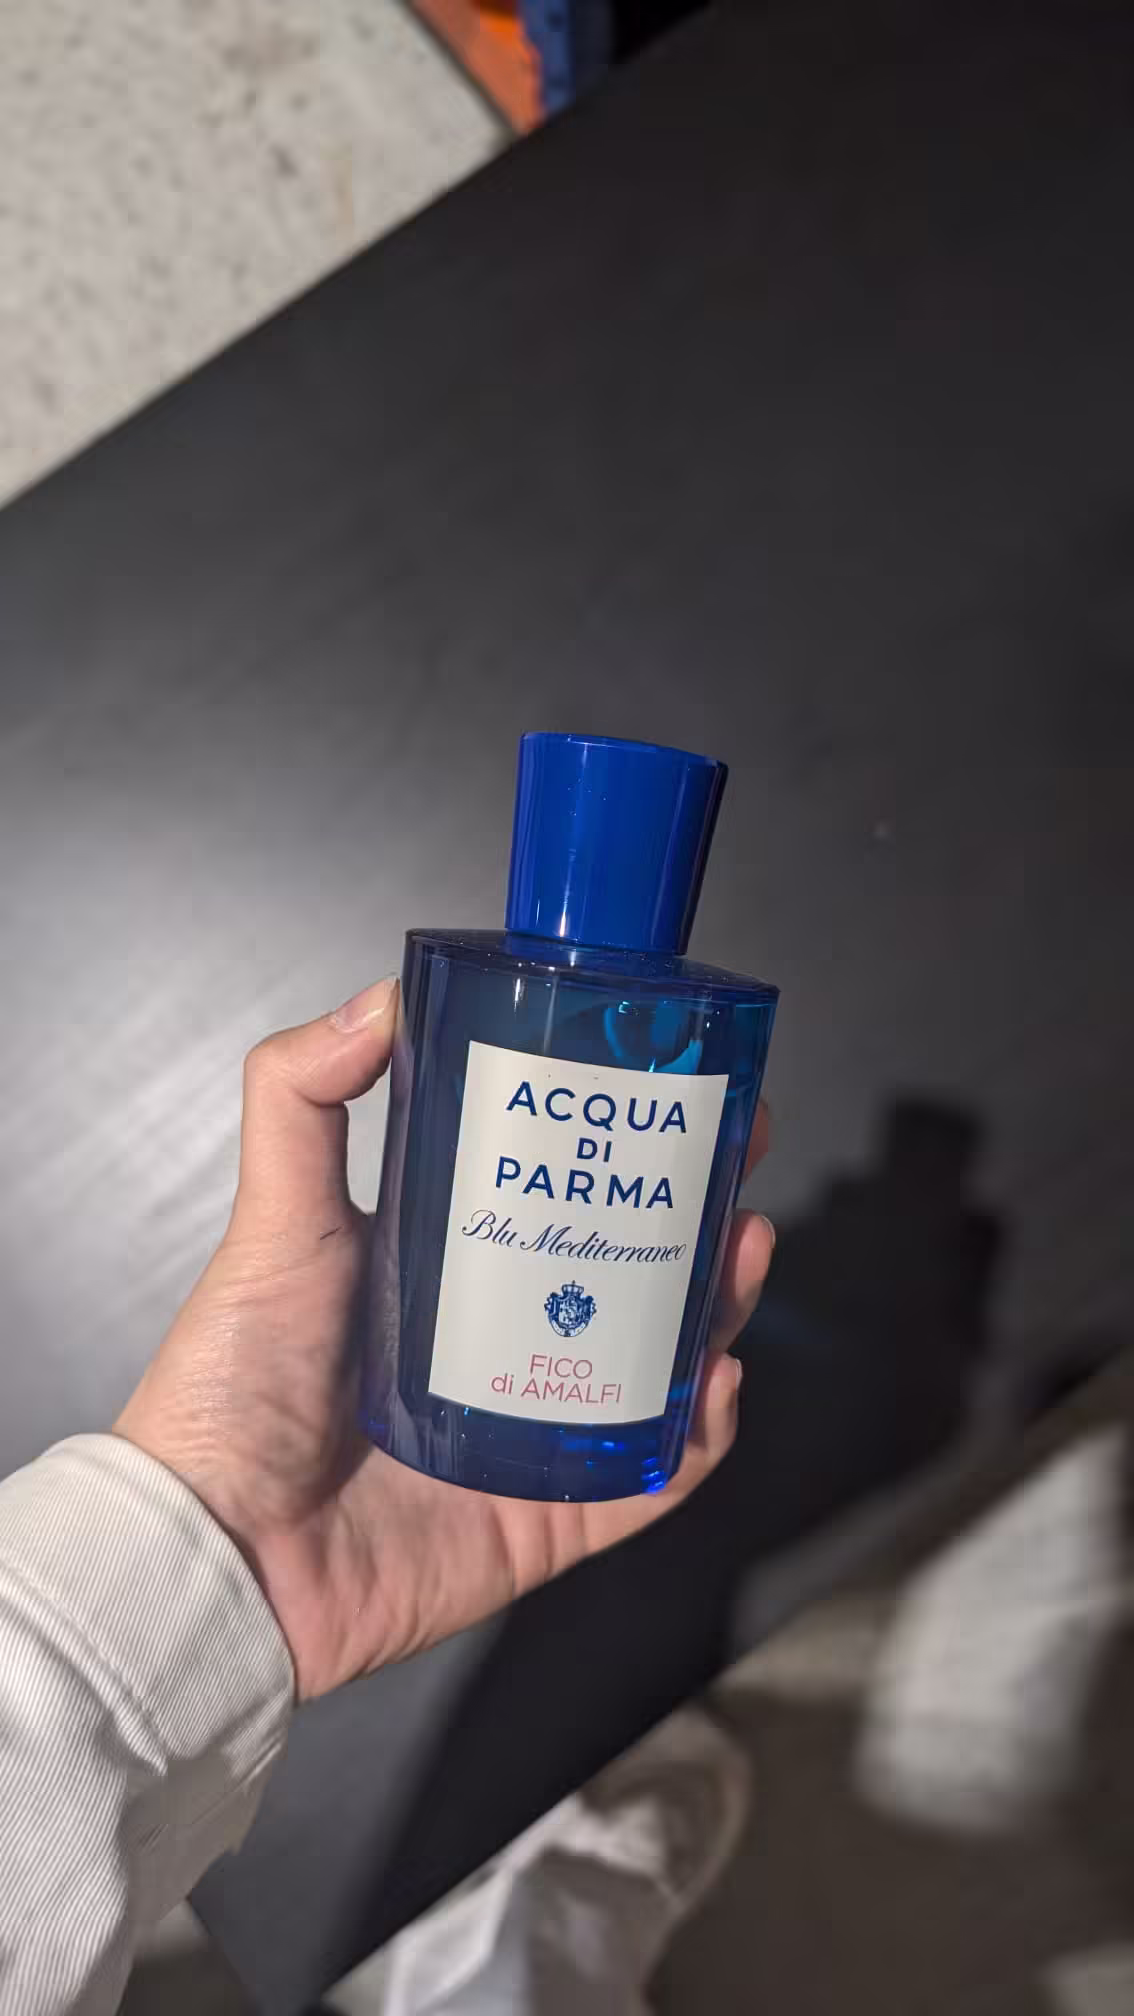 ACQUA
DI
PARMA
Blu Mediterraneo
FICO
di AMALFI